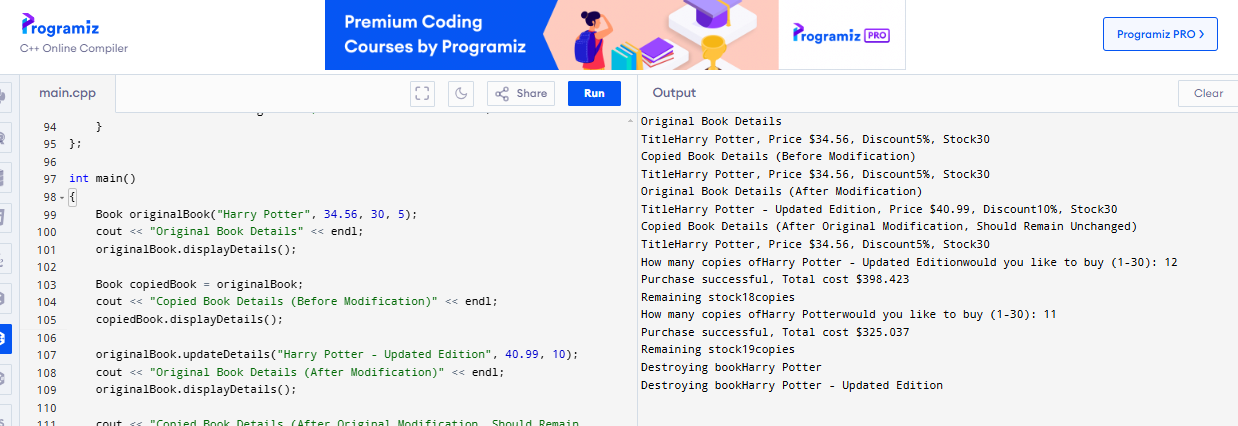 Programiz
C++ Online Compiler
Premium Coding
Courses by Programiz
Programiz PRO
Programiz PRO >
main.cpp
Share
Run
Output
Clear
94     }
95 };
96
97 int main()
98 {
99     Book originalBook("Harry Potter", 34.56, 30, 5);
100     cout << "Original Book Details" << endl;
101     originalBook.displayDetails();
102
103     Book copiedBook = originalBook;
104     cout << "Copied Book Details (Before Modification)" << endl;
105     copiedBook.displayDetails();
106
107     originalBook.updateDetails("Harry Potter - Updated Edition", 40.99, 10);
108     cout << "Original Book Details (After Modification)" << endl;
109     originalBook.displayDetails();
110
111     cout << "Copied Book Details (After Original Modification, Should Remain
Original Book Details
TitleHarry Potter, Price $34.56, Discount5%, Stock30
Copied Book Details (Before Modification)
TitleHarry Potter, Price $34.56, Discount5%, Stock30
Original Book Details (After Modification)
TitleHarry Potter - Updated Edition, Price $40.99, Discount10%, Stock30
Copied Book Details (After Original Modification, Should Remain Unchanged)
TitleHarry Potter, Price $34.56, Discount5%, Stock30
How many copies ofHarry Potter - Updated Editionwould you like to buy (1-30): 12
Purchase successful, Total cost $398.423
Remaining stock18copies
How many copies ofHarry Potterwould you like to buy (1-30): 11
Purchase successful, Total cost $325.037
Remaining stock19copies
Destroying bookHarry Potter
Destroying bookHarry Potter - Updated Edition